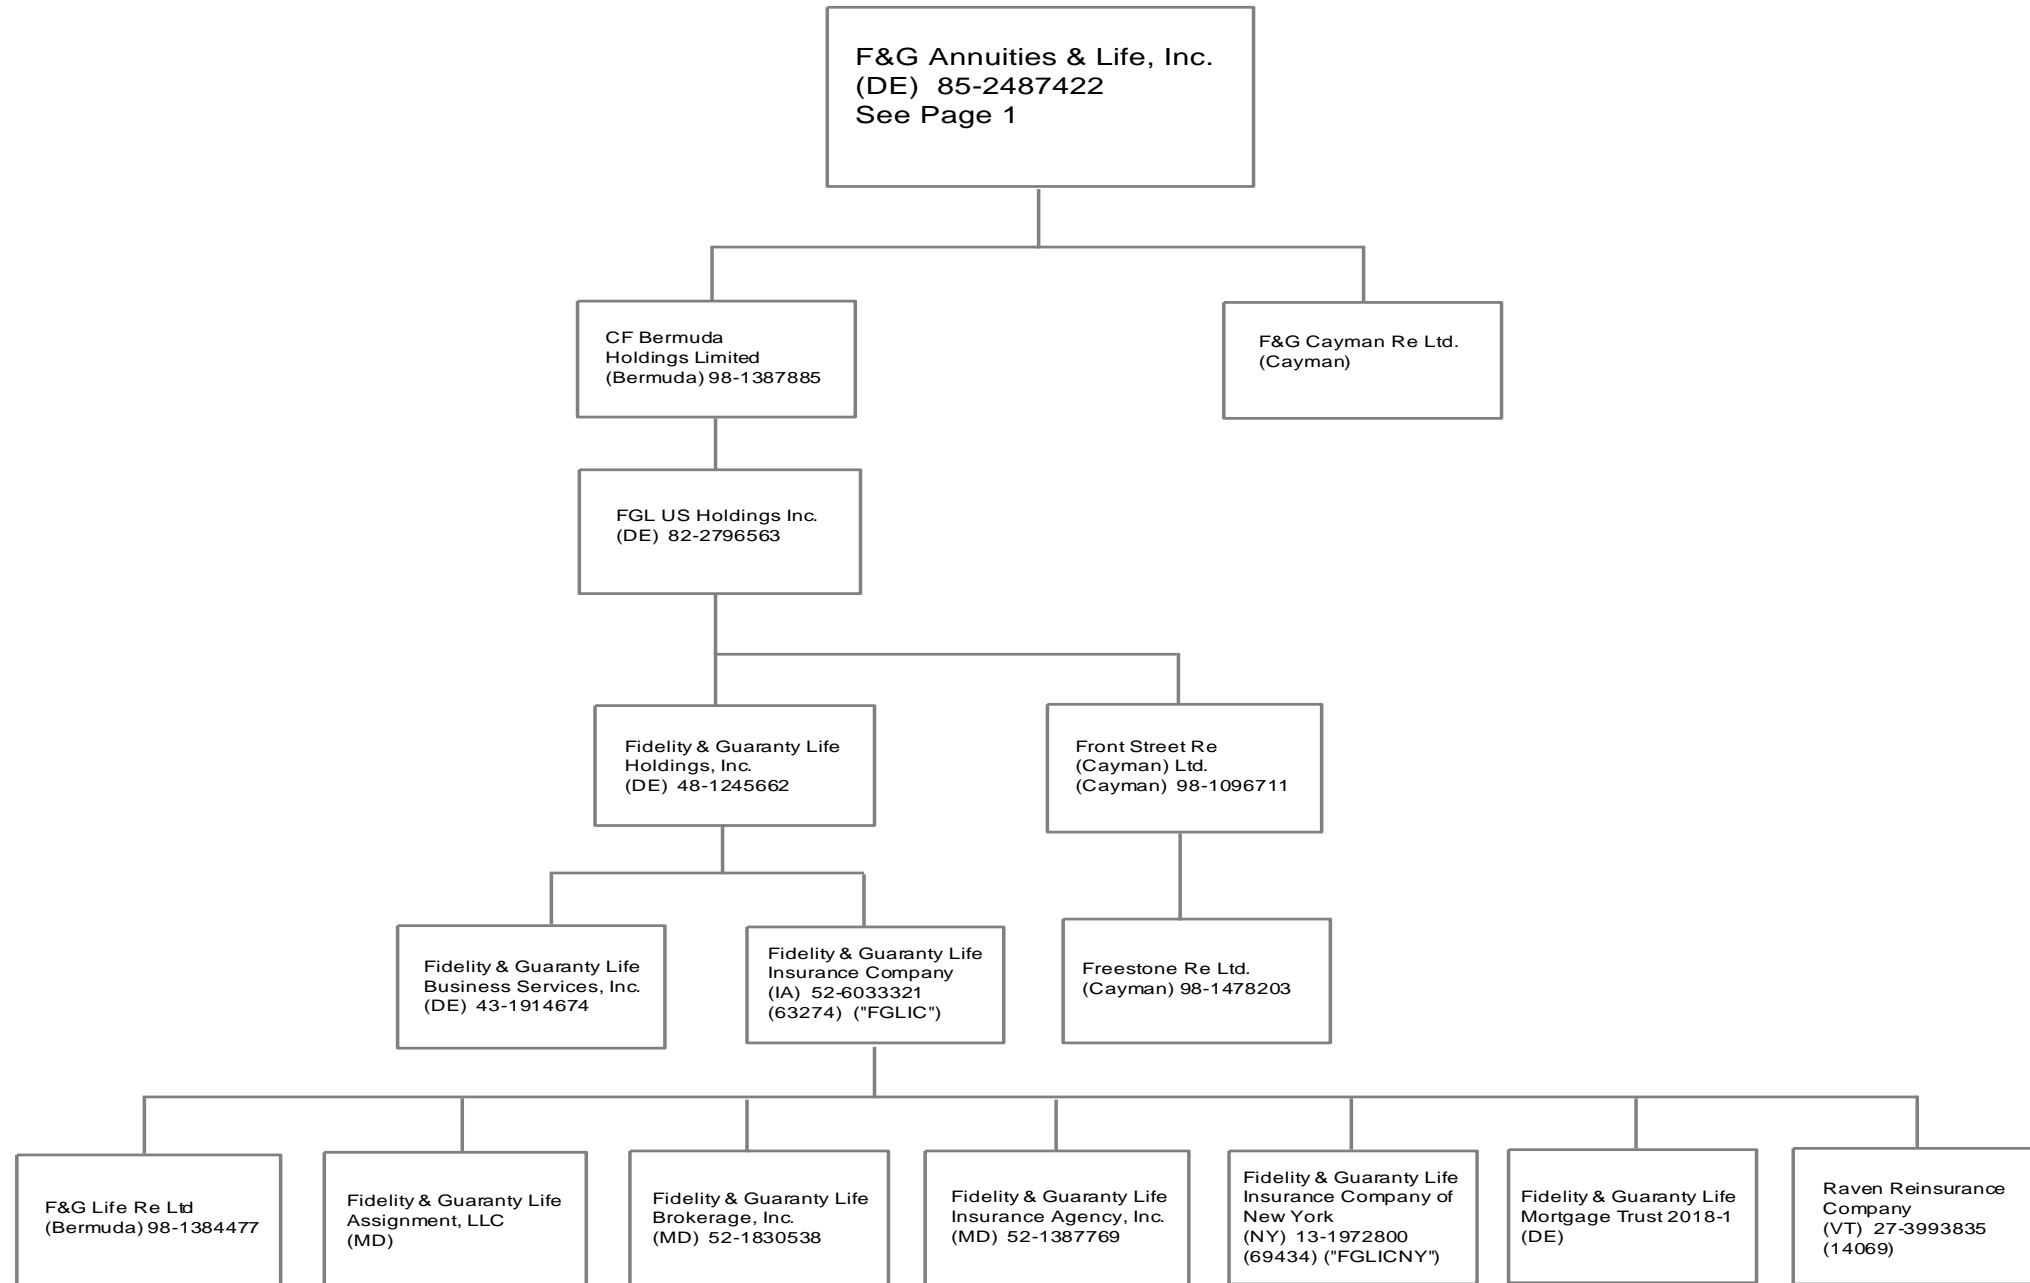 F&G Annuities & Life, Inc.
(DE) 85-2487422
See Page 1
CF Bermuda
Holdings Limited
(Bermuda) 98-1387885
F&G Cayman Re Ltd.
(Cayman)
FGL US Holdings Inc.
(DE) 82-2796563
Fidelity & Guaranty Life
Holdings, Inc.
(DE) 48-1245662
Front Street Re
(Cayman) Ltd.
(Cayman) 98-1096711
Fidelity & Guaranty Life
Business Services, Inc.
(DE) 43-1914674
Fidelity & Guaranty Life
Insurance Company
(IA) 52-6033321
(63274) ("FGLIC")
Freestone Re Ltd.
(Cayman) 98-1478203
F&G Life Re Ltd
(Bermuda) 98-1384477
Fidelity & Guaranty Life
Assignment, LLC
(MD)
Fidelity & Guaranty Life
Brokerage, Inc.
(MD) 52-1830538
Fidelity & Guaranty Life
Insurance Agency, Inc.
(MD) 52-1387769
Fidelity & Guaranty Life
Insurance Company of
New York
(NY) 13-1972800
(69434) ("FGLICNY")
Fidelity & Guaranty Life
Mortgage Trust 2018-1
(DE)
Raven Reinsurance
Company
(VT) 27-3993835
(14069)